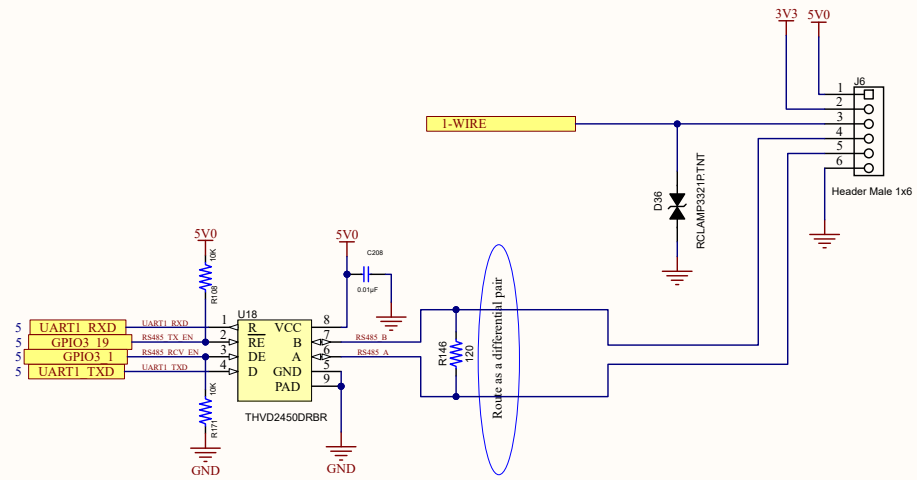 3V3 5V0
J6
1
2
3
4
5
6
Header Male 1x6
1-WIRE
D36
RCLAMP3321P.TNT
5V0
10K
R108
5V0
C208
0.01µF
GND
U18
5 UART1_RXD UART1_RXD 1 R VCC 8
5 GPIO3_19 RS485_TX_EN 2 RE B 7 RS485_B
5 GPIO3_1 RS485_RCV_EN 3 DE A 6 RS485_A
5 UART1_TXD UART1_TXD 4 D GND 5
PAD 9
THVD2450DRBR
10K
R171
GND
R146
120
Route as a differential pair